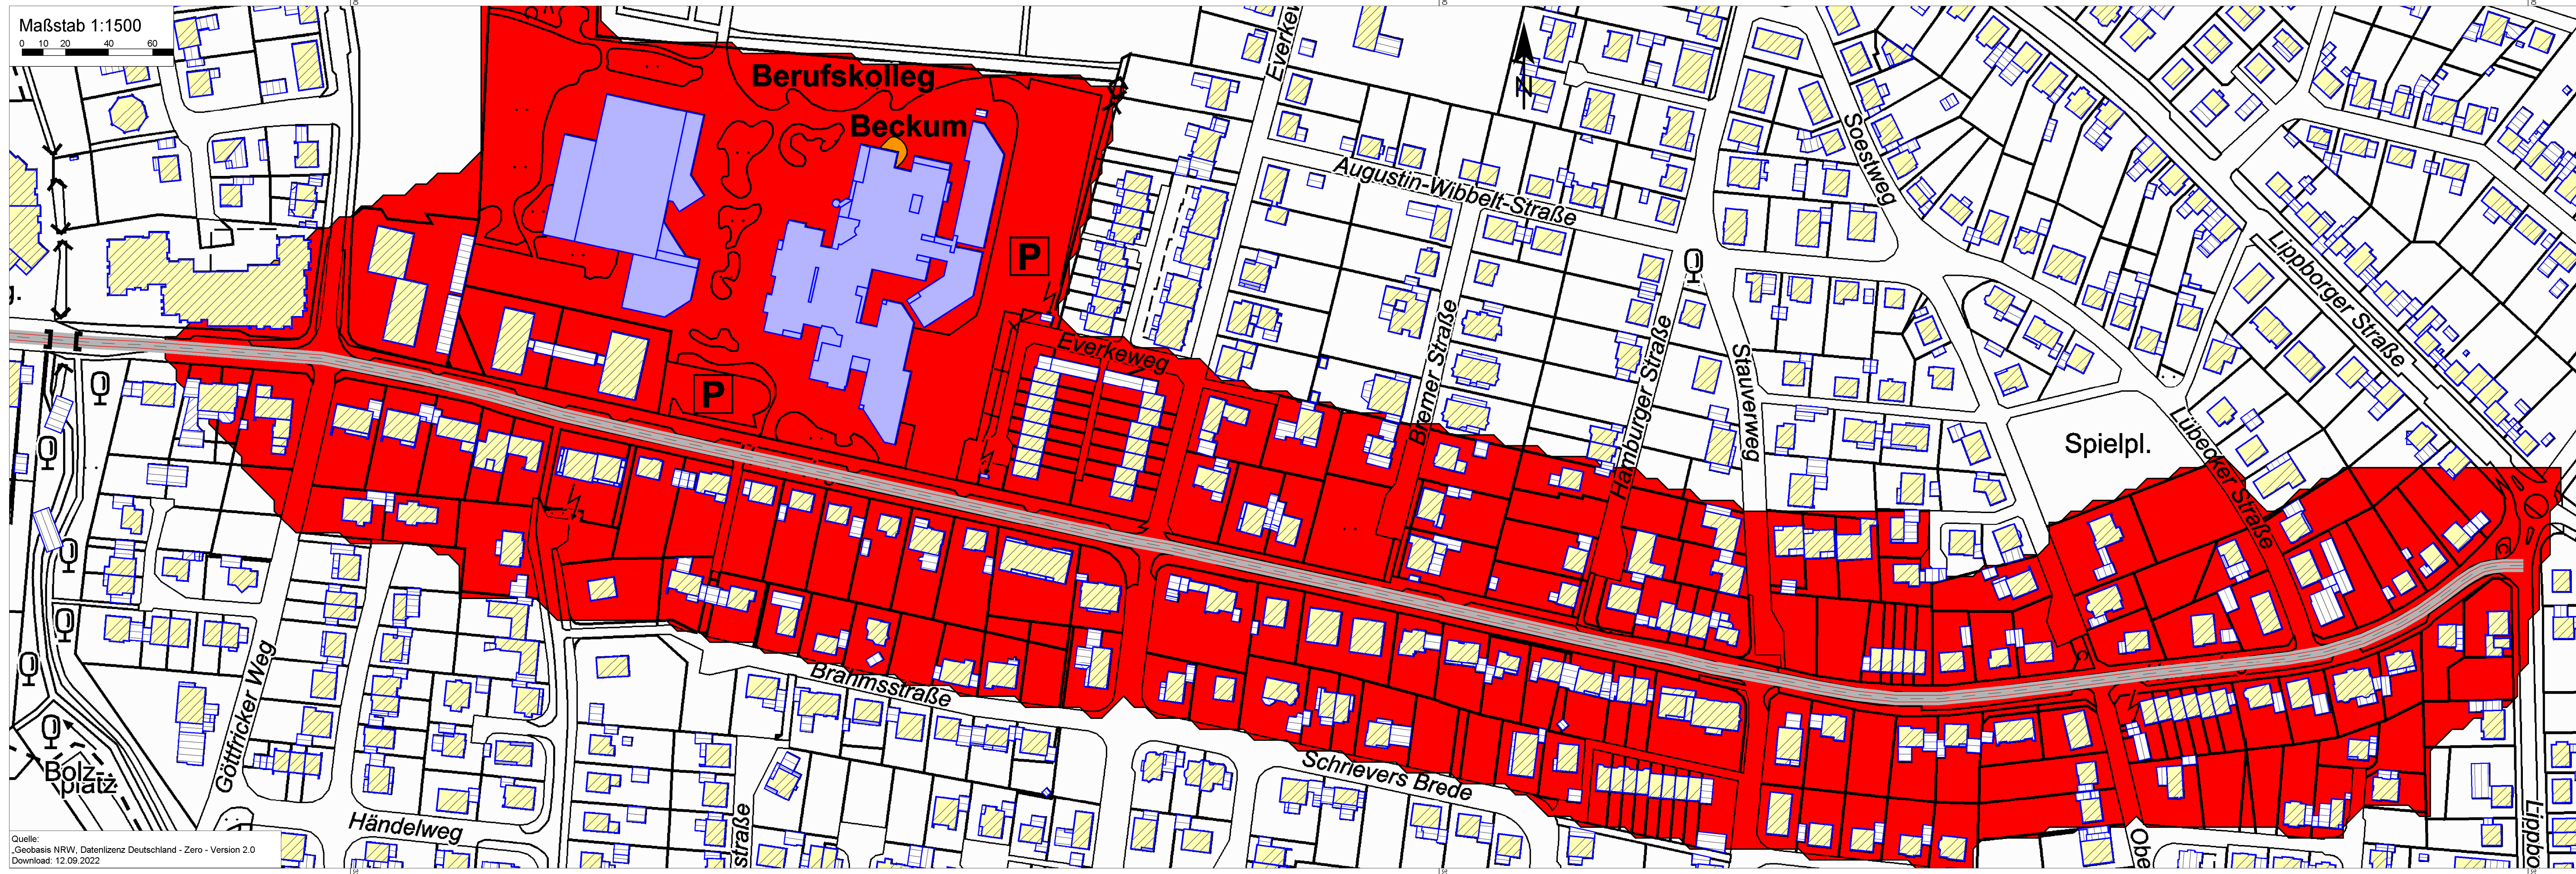 Maßstab 1:1500
0 10 20 40 60
Berufskolleg
Beckum
N
P
P
Everkeweg
Everkew
Augustin-Wibbelt-Straße
Soestweg
Lippborger Straße
Bremer Straße
Hamburger Straße
Stauverweg
Spielpl.
Lübecker Straße
Göttfricker Weg
Brahmsstraße
Schrievers Brede
Händelweg
straße
Bolz-
platz
Obe
Lippbo
Quelle:
„Geobasis NRW, Datenlizenz Deutschland - Zero - Version 2.0
Download: 12.09.2022